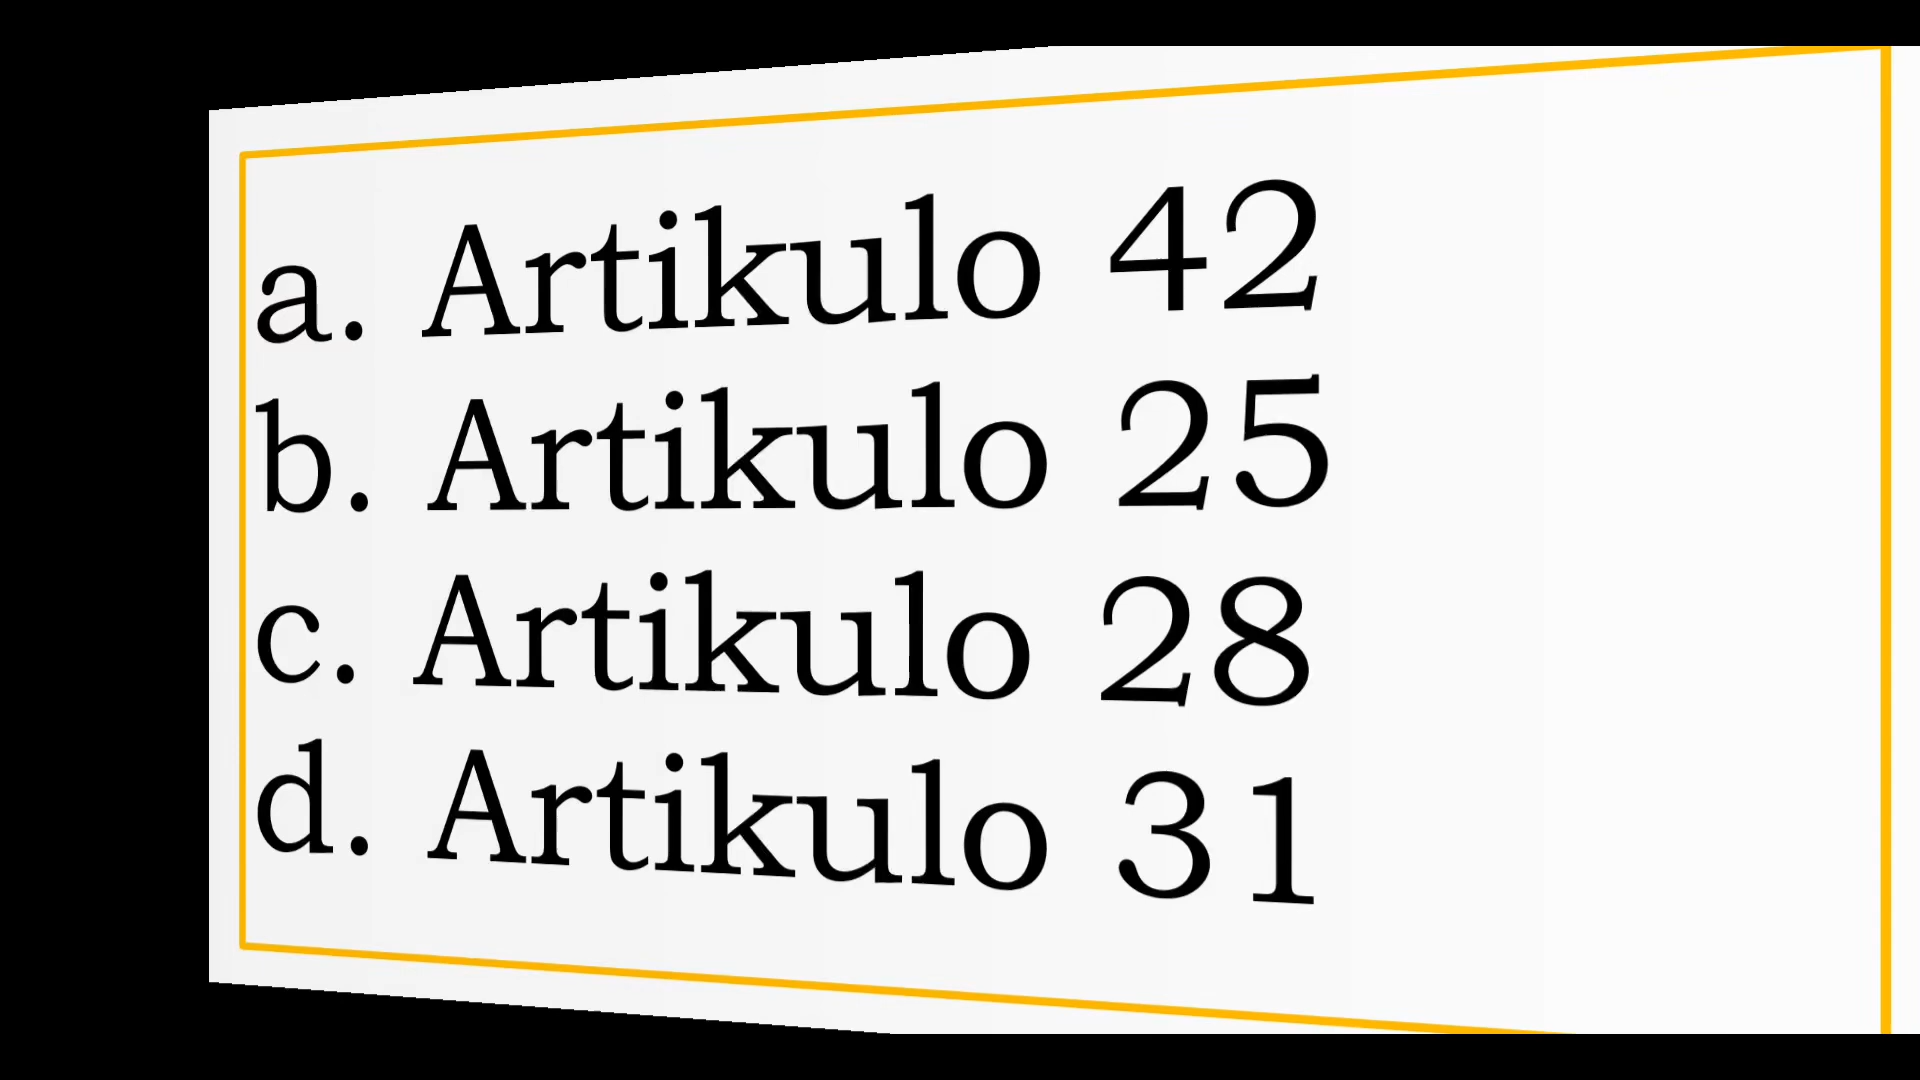 a. Artikulo 42
b. Artikulo 25
c. Artikulo 28
d. Artikulo 31